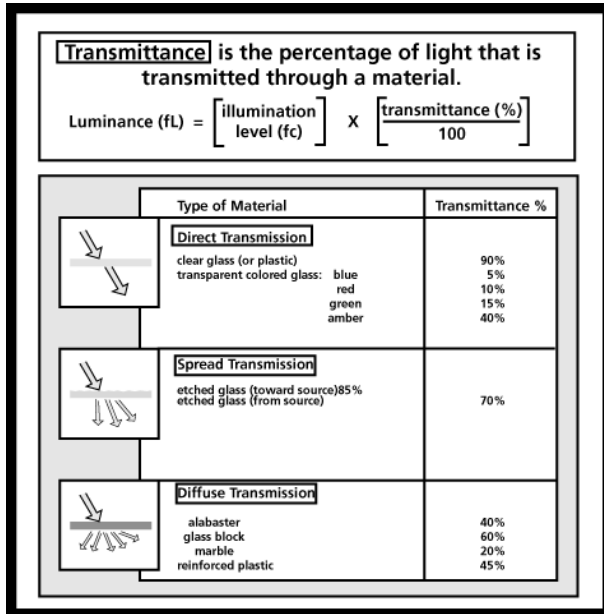 Transmittance is the percentage of light that is
transmitted through a material.
Luminance (fL) = [illumination level (fc)] X [transmittance (%) / 100]
Type of Material Transmittance %
Direct Transmission
clear glass (or plastic) 90%
transparent colored glass: blue 5%
red 10%
green 15%
amber 40%
Spread Transmission
etched glass (toward source)85%
etched glass (from source) 70%
Diffuse Transmission
alabaster 40%
glass block 60%
marble 20%
reinforced plastic 45%